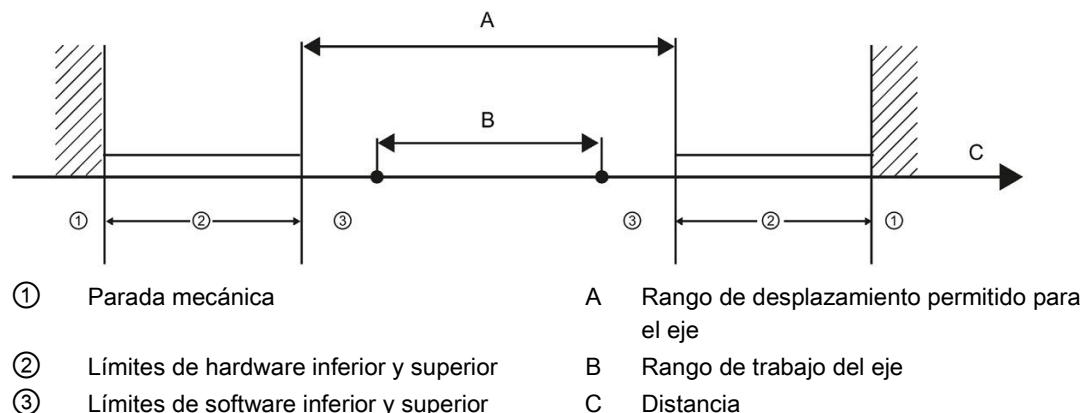 A
B
C
① ② ③ ③ ② ①
① Parada mecánica A Rango de desplazamiento permitido para
el eje
② Límites de hardware inferior y superior B Rango de trabajo del eje
③ Límites de software inferior y superior C Distancia